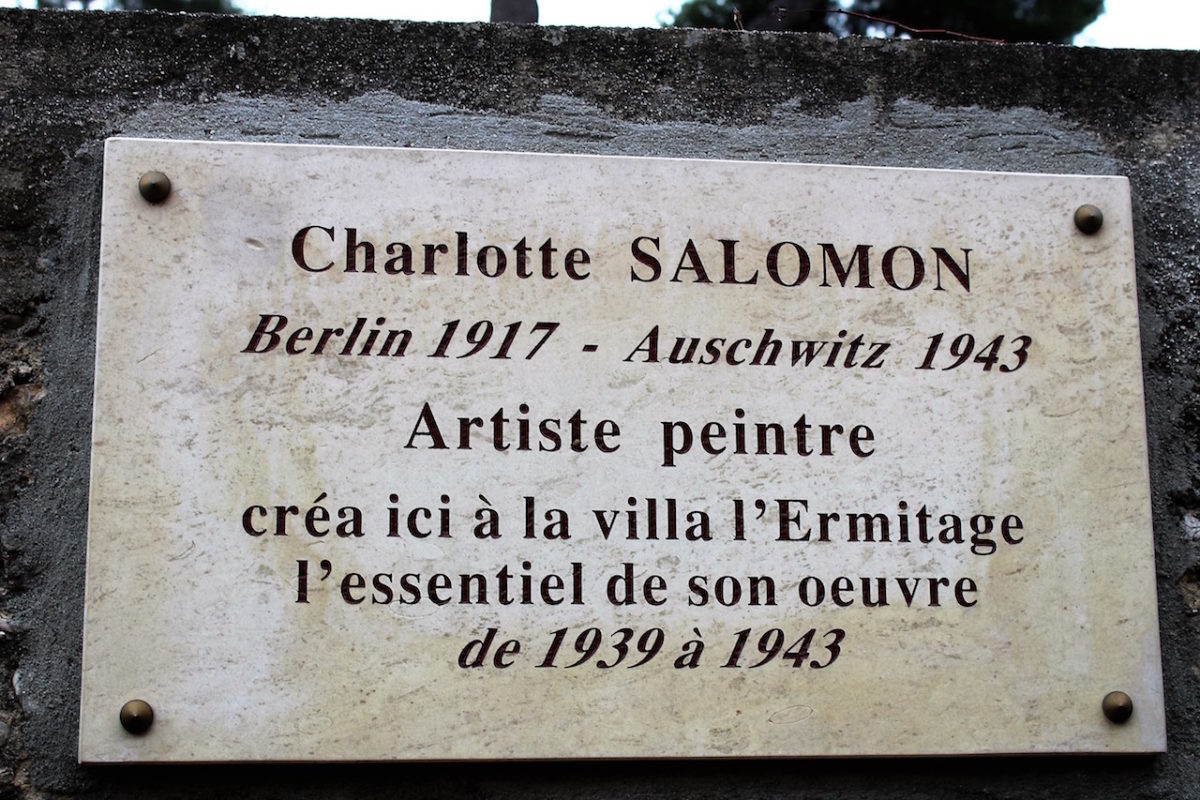 Charlotte SALOMON
Berlin 1917 - Auschwitz 1943
Artiste peintre
créa ici à la villa l’Ermitage
l’essentiel de son oeuvre
de 1939 à 1943